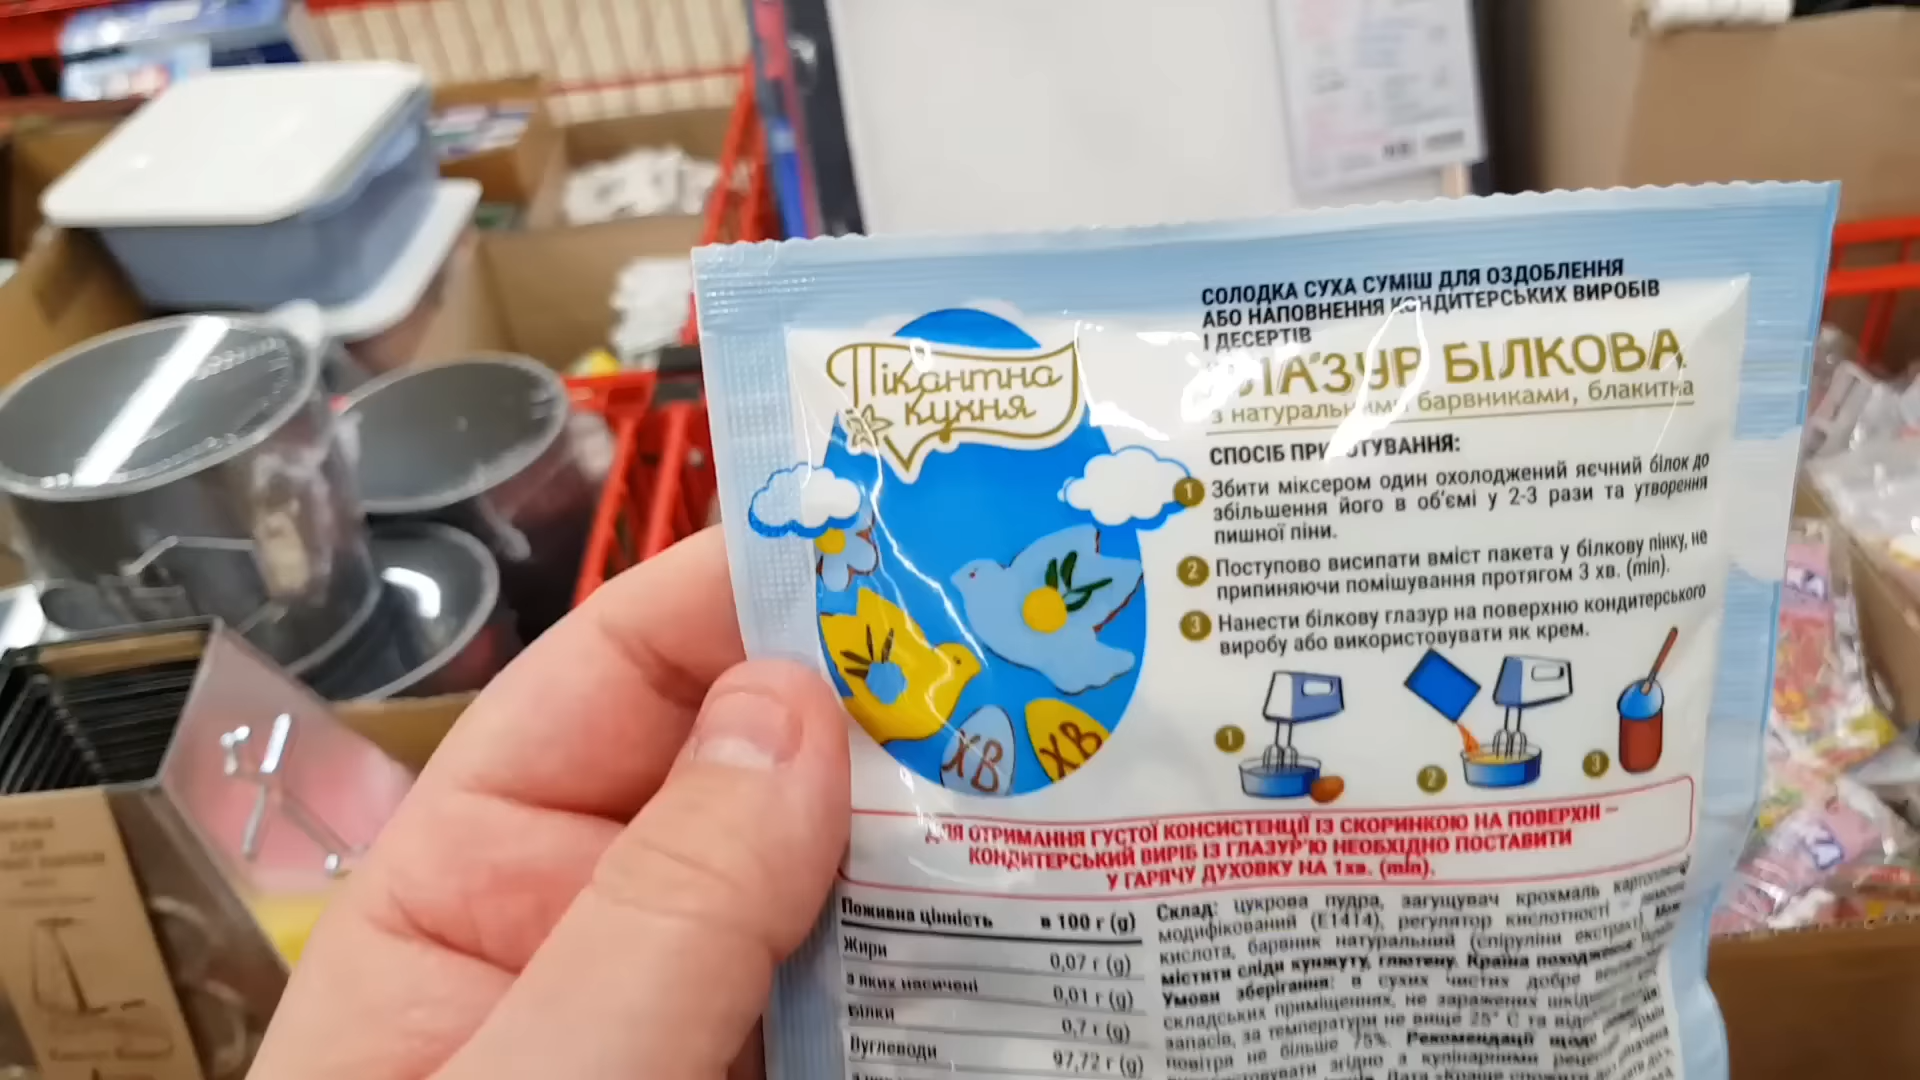 Пікантна
кухня
СОЛОДКА СУХА СУМІШ ДЛЯ ОЗДОБЛЕННЯ
АБО НАПОВНЕННЯ КОНДИТЕРСЬКИХ ВИРОБІВ
І ДЕСЕРТІВ
ГЛАЗУР БІЛКОВА
з натуральними барвниками, блакитна
СПОСІБ ПРИГОТУВАННЯ:
1 Збити міксером один охолоджений яєчний білок до
збільшення його в об'ємі у 2-3 рази та утворення
пишної піни.
2 Поступово висипати вміст пакета у білкову пінку, не
припиняючи помішування протягом 3 хв. (min).
3 Нанести білкову глазур на поверхню кондитерського
виробу або використовувати як крем.
1
2
3
ХВ
ХВ
ДЛЯ ОТРИМАННЯ ГУСТОЇ КОНСИСТЕНЦІЇ ІЗ СКОРИНКОЮ НА ПОВЕРХНІ –
КОНДИТЕРСЬКИЙ ВИРІБ ІЗ ГЛАЗУР'Ю НЕОБХІДНО ПОСТАВИТИ
У ГАРЯЧУ ДУХОВКУ НА 1хв. (min).
Поживна цінність в 100 г (g)
Жири 0,07 г (g)
з яких насичені 0,01 г (g)
Білки 0,7 г (g)
Вуглеводи 97,72 г (g)
Склад: цукрова пудра, загущувач крохмаль
модифікований (Е1414), регулятор кислотності –
кислота, барвник натуральний (спіруліни екстракт).
містити сліди кунжуту, глютену. Країна походження:
Умови зберігання: в сухих чистих добре
складських приміщеннях, не заражених
запасів, за температури не вище 25° С та
повітря не більше 75%. Рекомендації щодо
згідно з кулінарними